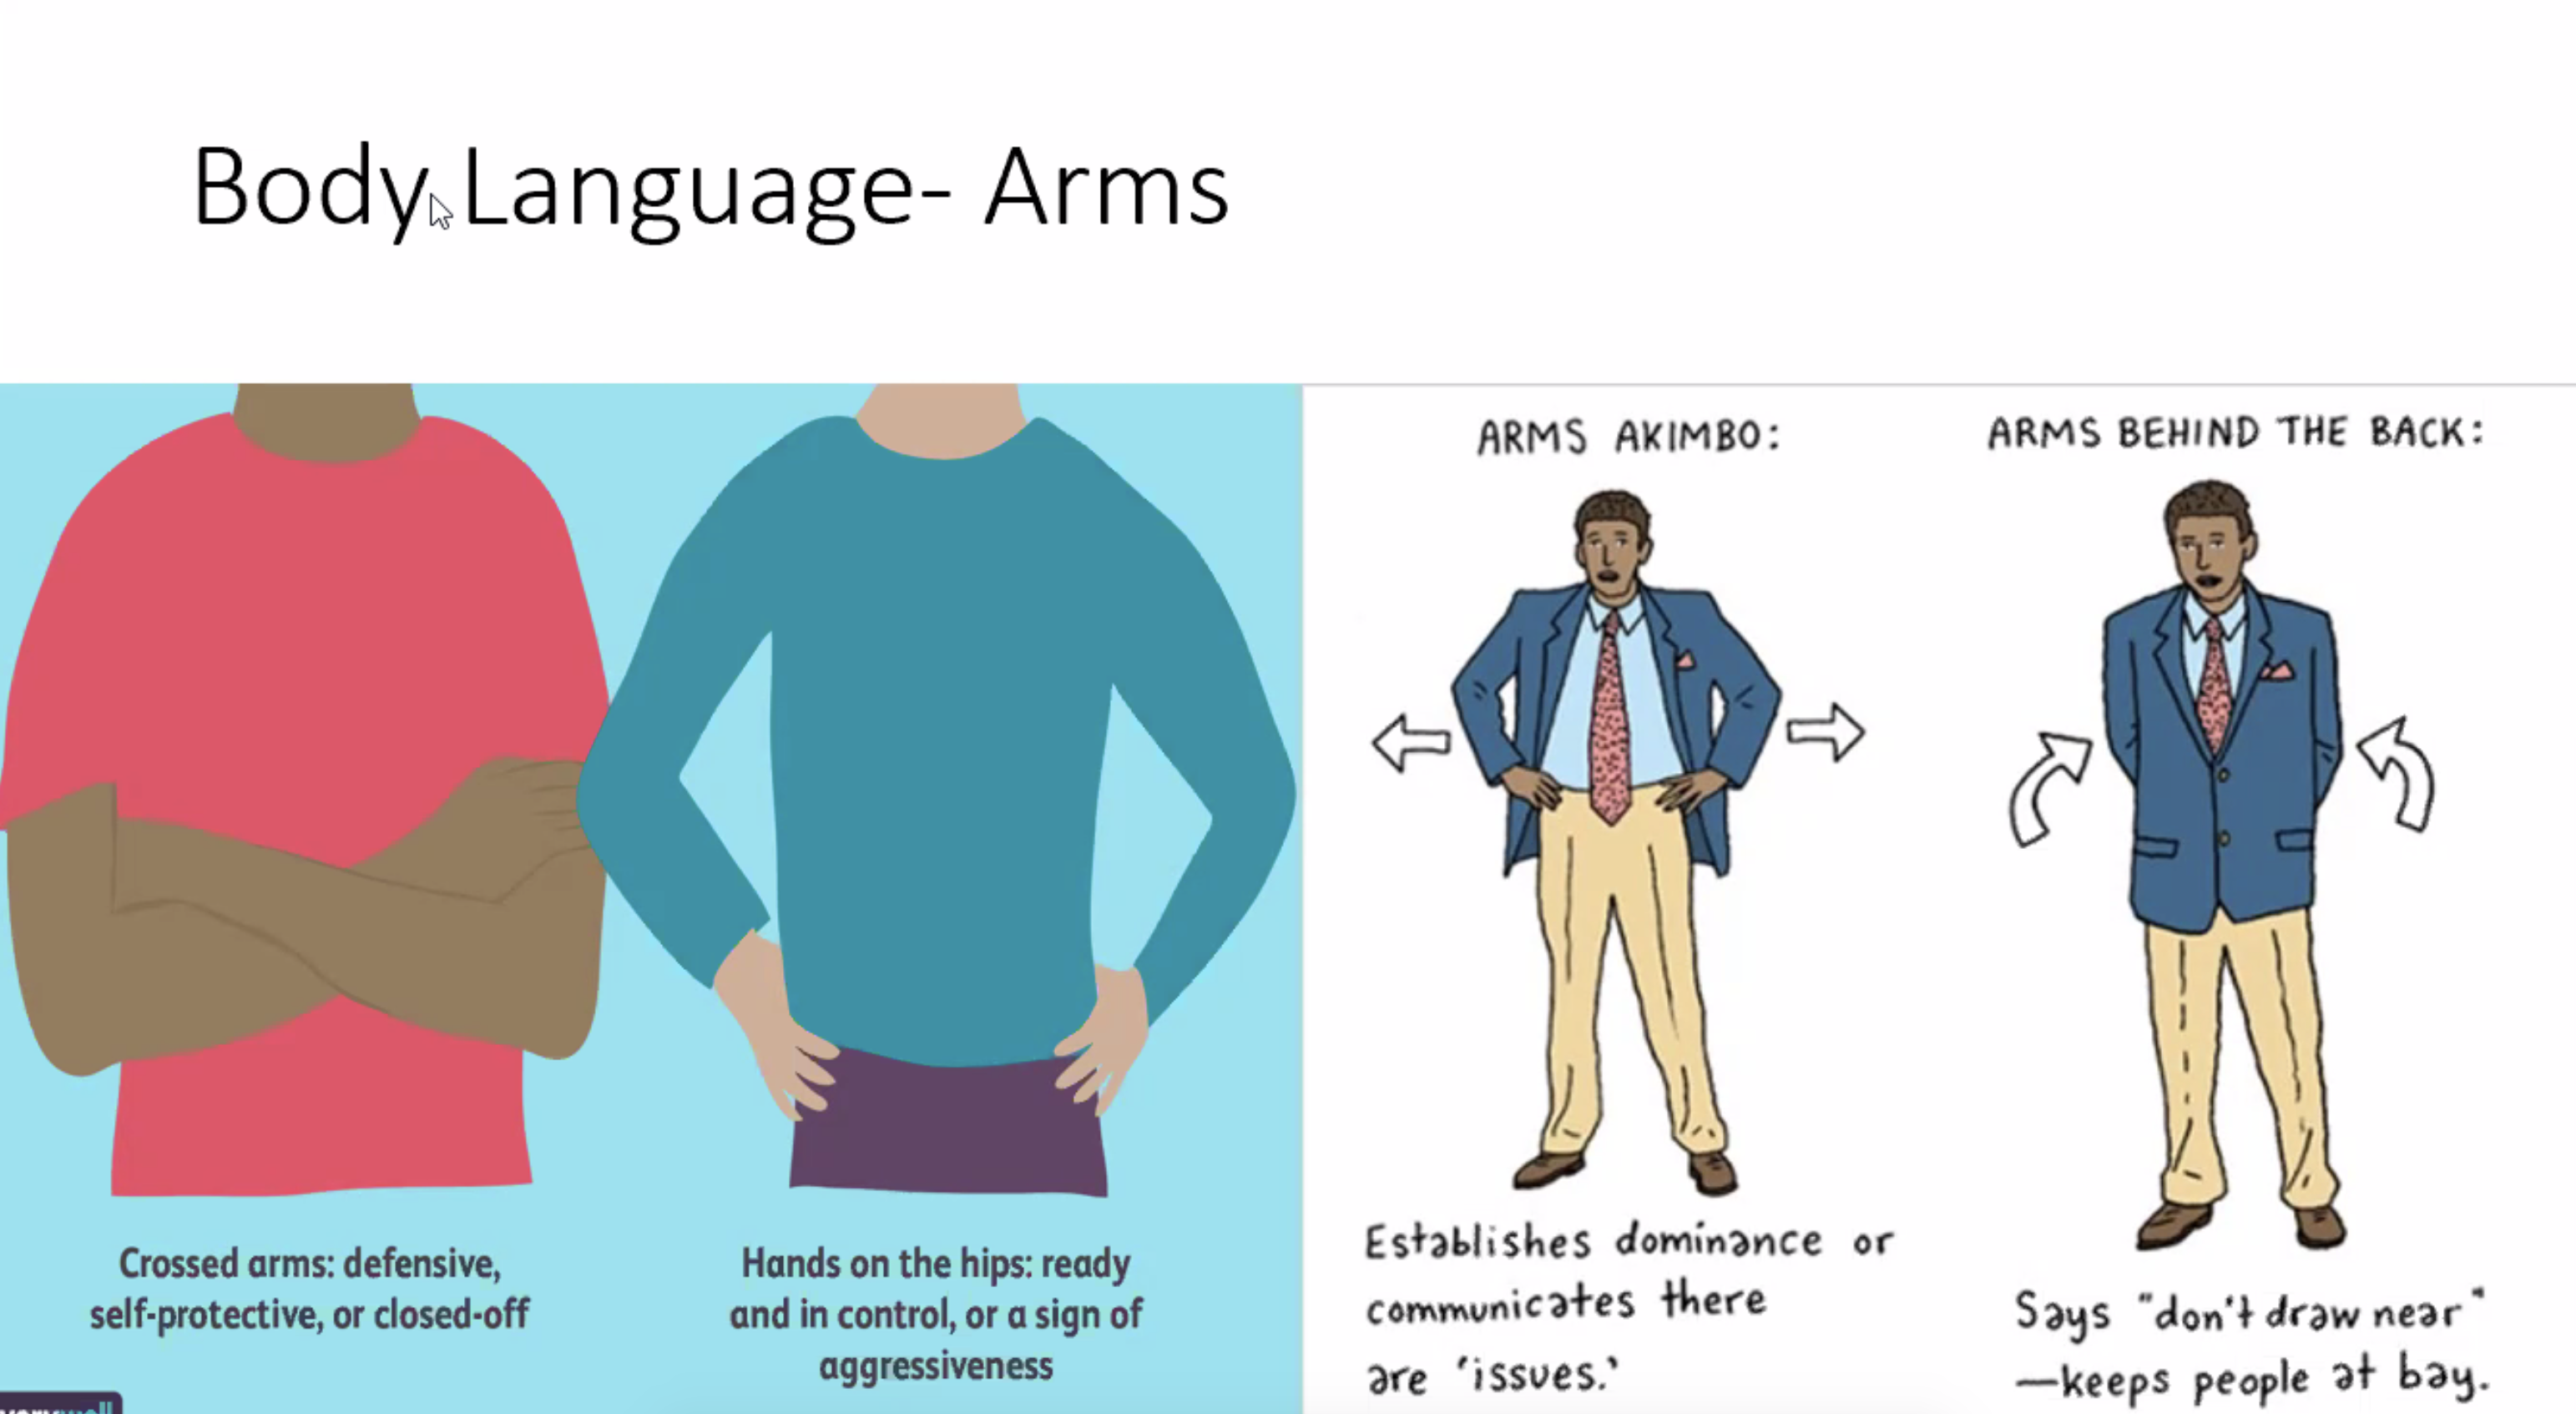 Body Language- Arms
Crossed arms: defensive,
self-protective, or closed-off
Hands on the hips: ready
and in control, or a sign of
aggressiveness
ARMS AKIMBO:
Establishes dominance or
communicates there
are 'issues.'
ARMS BEHIND THE BACK:
Says "don't draw near"
—keeps people at bay.